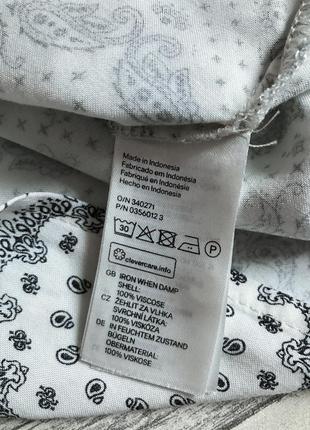 Made in Indonesia
Fabricado em Indonésia
Fabriqué en Indonésie
Hecho en Indonesia
O/N 340271
P/N 0356012 3
30
P
clevercare.info
GB IRON WHEN DAMP
SHELL:
100% VISCOSE
CZ ŽEHLIT ZA VLHKA
SVRCHNÍ LÁTKA:
100% VISKÓZA
DE IN FEUCHTEM ZUSTAND
BÜGELN
OBERMATERIAL:
100% VISKOSE